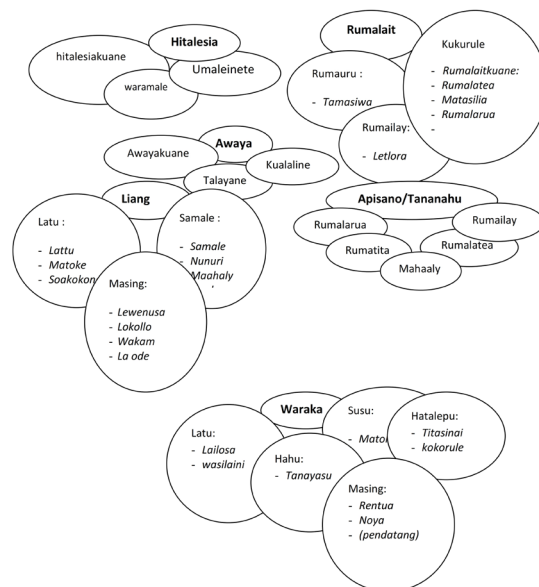 Hitalesia
hitalesiakuane
Umaleinete
waramale
Rumalait
Rumauru :
- Tamasiwa
Rumailay:
- Letlora
Kukurule
- Rumalaitkuane:
- Rumalatea
- Matasilia
- Rumalarua
-
Awaya
Awayakuane
Kualaline
Talayane
Liang
Latu :
- Lattu
- Matoke
- Soakokon
Samale :
- Samale
- Nunuri
- Maahaly
Masing:
- Lewenusa
- Lokollo
- Wakam
- La ode
Apisano/Tananahu
Rumalarua
Rumailay
Rumatita
Rumalatea
Mahaaly
Waraka
Latu:
- Lailosa
- wasilaini
Hahu:
- Tanayasu
Susu:
-
Hatalepu:
- Titasinai
- kokorule
Masing:
- Rentua
- Noya
- (pendatang)